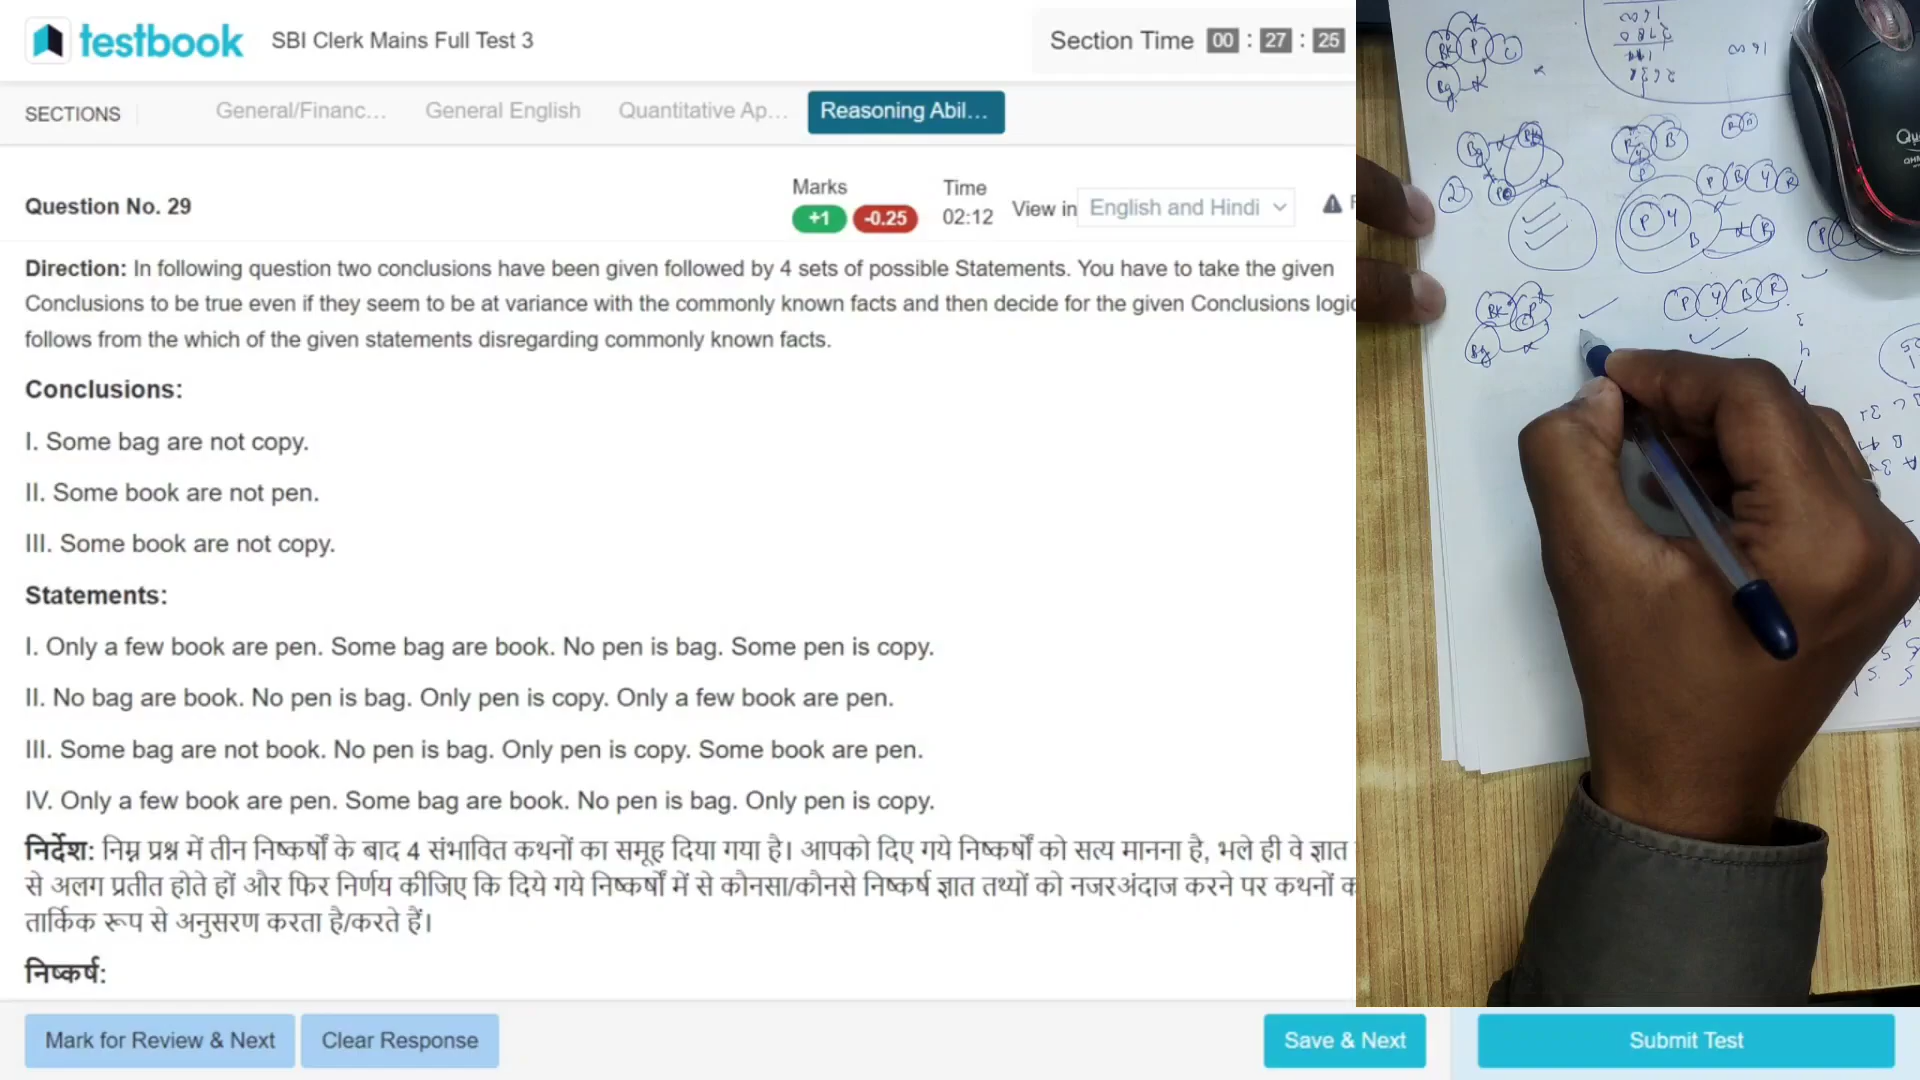 testbook SBI Clerk Mains Full Test 3 Section Time 00 : 27 : 25
SECTIONS General/Financ... General English Quantitative Ap... Reasoning Abil...
Question No. 29 Marks +1 -0.25 Time 02:12 View in English and Hindi
Direction: In following question two conclusions have been given followed by 4 sets of possible Statements. You have to take the given
Conclusions to be true even if they seem to be at variance with the commonly known facts and then decide for the given Conclusions logic
follows from the which of the given statements disregarding commonly known facts.
Conclusions:
I. Some bag are not copy.
II. Some book are not pen.
III. Some book are not copy.
Statements:
I. Only a few book are pen. Some bag are book. No pen is bag. Some pen is copy.
II. No bag are book. No pen is bag. Only pen is copy. Only a few book are pen.
III. Some bag are not book. No pen is bag. Only pen is copy. Some book are pen.
IV. Only a few book are pen. Some bag are book. No pen is bag. Only pen is copy.
निर्देश: निम्न प्रश्न में तीन निष्कर्षों के बाद 4 संभावित कथनों का समूह दिया गया है। आपको दिए गये निष्कर्षों को सत्य मानना है, भले ही वे ज्ञात
से अलग प्रतीत होते हों और फिर निर्णय कीजिए कि दिये गये निष्कर्षों में से कौनसा/कौनसे निष्कर्ष ज्ञात तथ्यों को नजरअंदाज करने पर कथनों क
तार्किक रूप से अनुसरण करता है/करते हैं।
निष्कर्ष:
Mark for Review & Next Clear Response Save & Next Submit Test